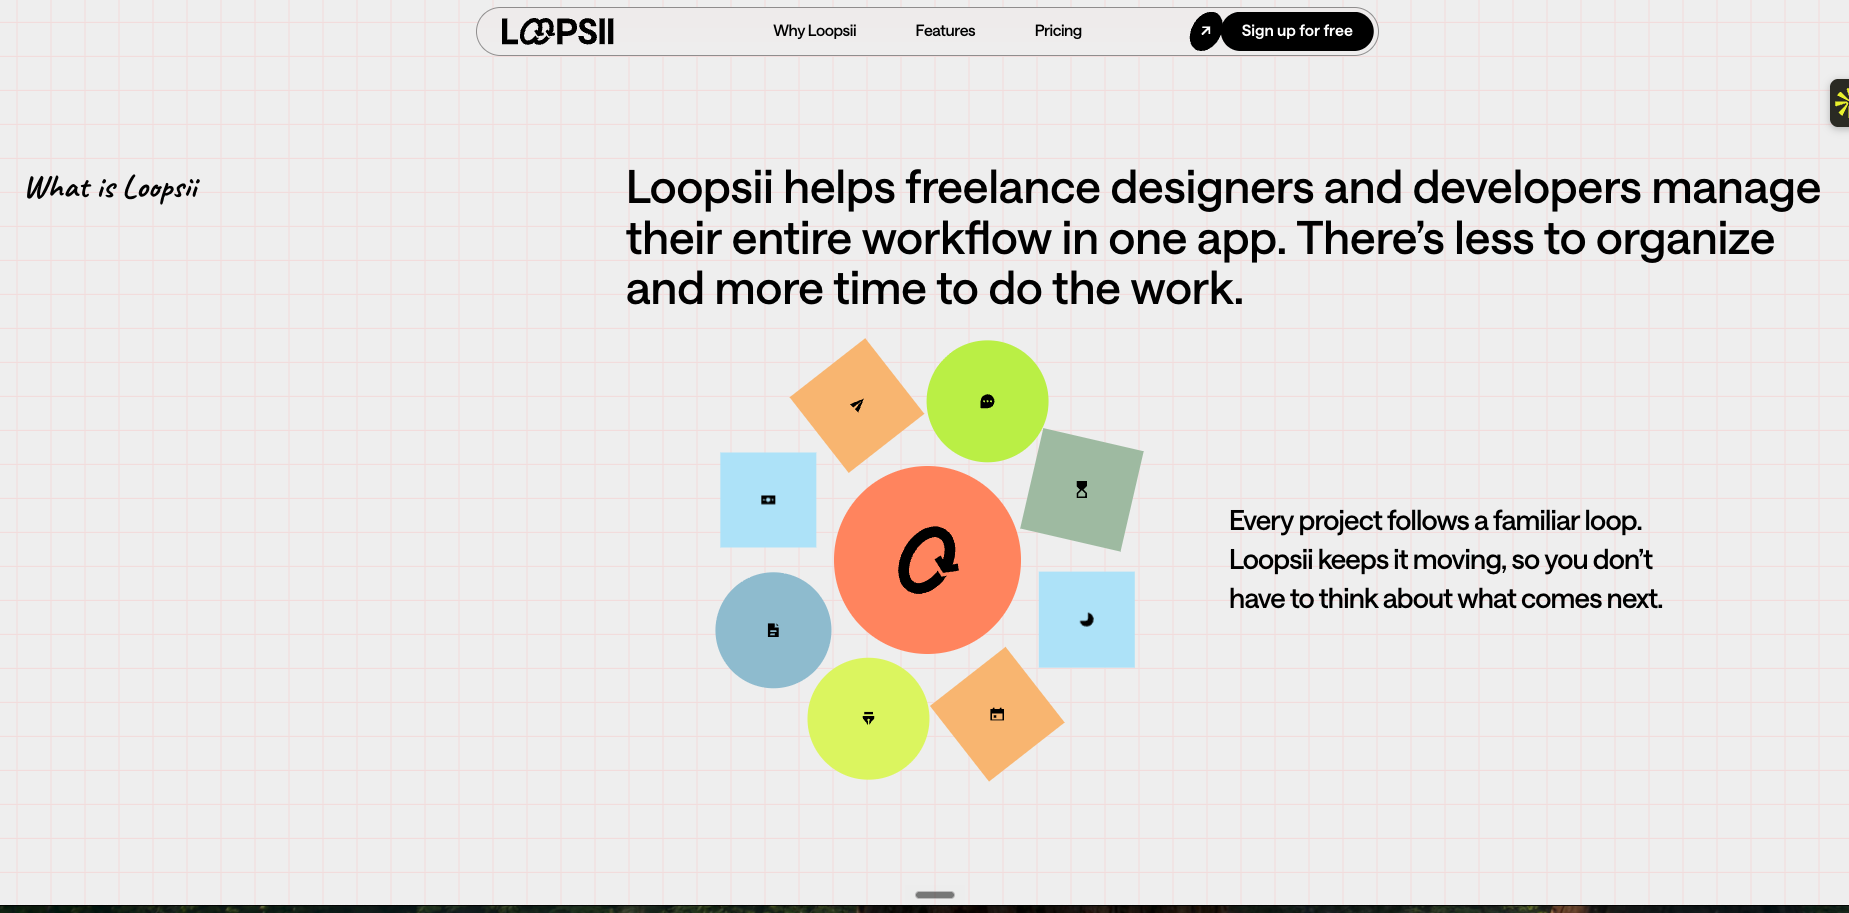 LOOPSII
Why Loopsii
Features
Pricing
Sign up for free
What is Loopsii
Loopsii helps freelance designers and developers manage
their entire workflow in one app. There’s less to organize
and more time to do the work.
Every project follows a familiar loop.
Loopsii keeps it moving, so you don’t
have to think about what comes next.